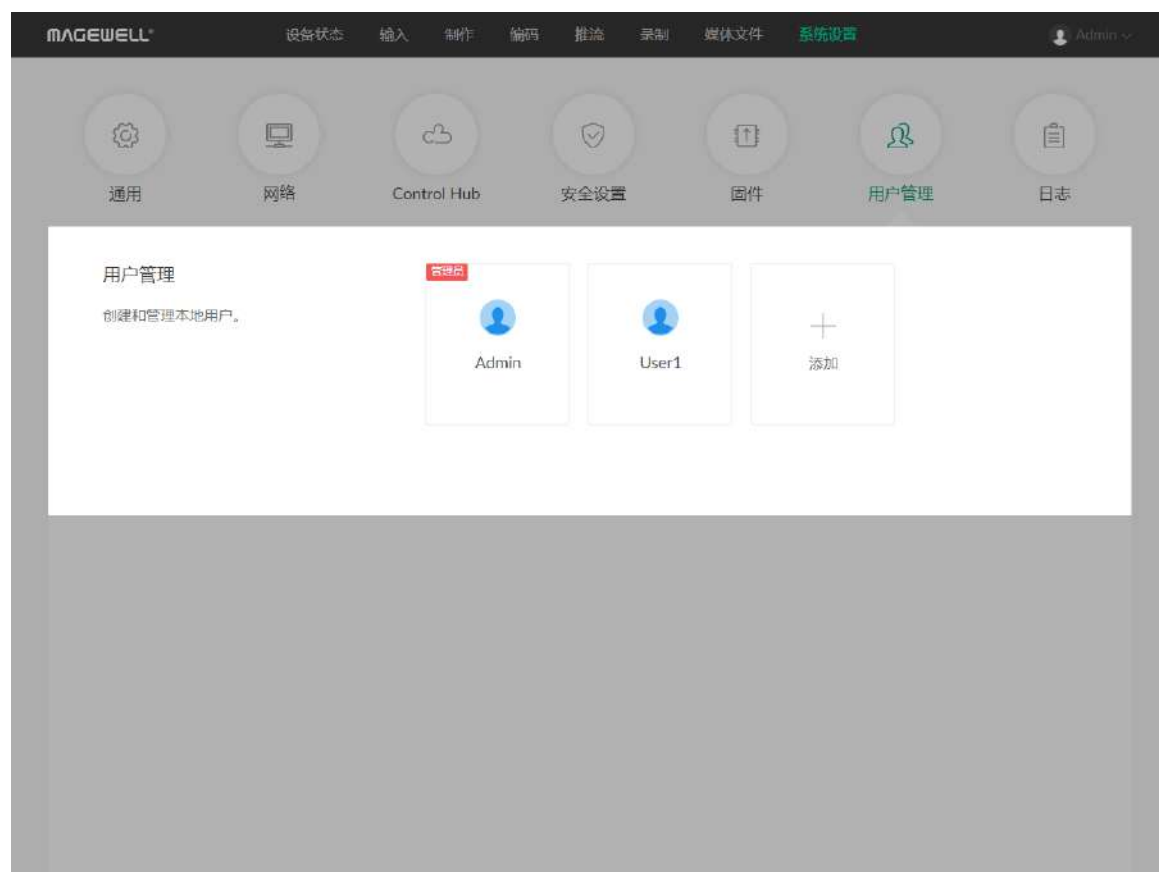 MAGEWELL®
设备状态 输入 制作 编码 推流 录制 媒体文件 系统设置 Admin
通用 网络 Control Hub 安全设置 固件 用户管理 日志
用户管理
创建和管理本地用户。
管理员
Admin User1 添加